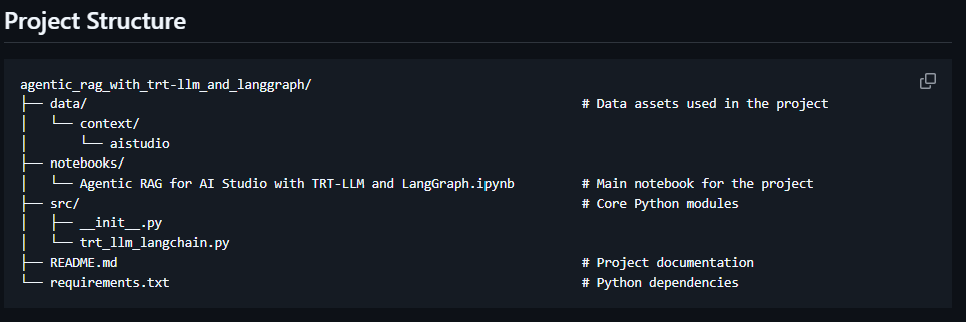 Project Structure
agentic_rag_with_trt-llm_and_langgraph/
├── data/                                                                  # Data assets used in the project
│   └── context/
│       └── aistudio
├── notebooks/
│   └── Agentic RAG for AI Studio with TRT-LLM and LangGraph.ipynb         # Main notebook for the project
├── src/                                                                   # Core Python modules
│   ├── __init__.py
│   └── trt_llm_langchain.py
├── README.md                                                              # Project documentation
└── requirements.txt                                                       # Python dependencies